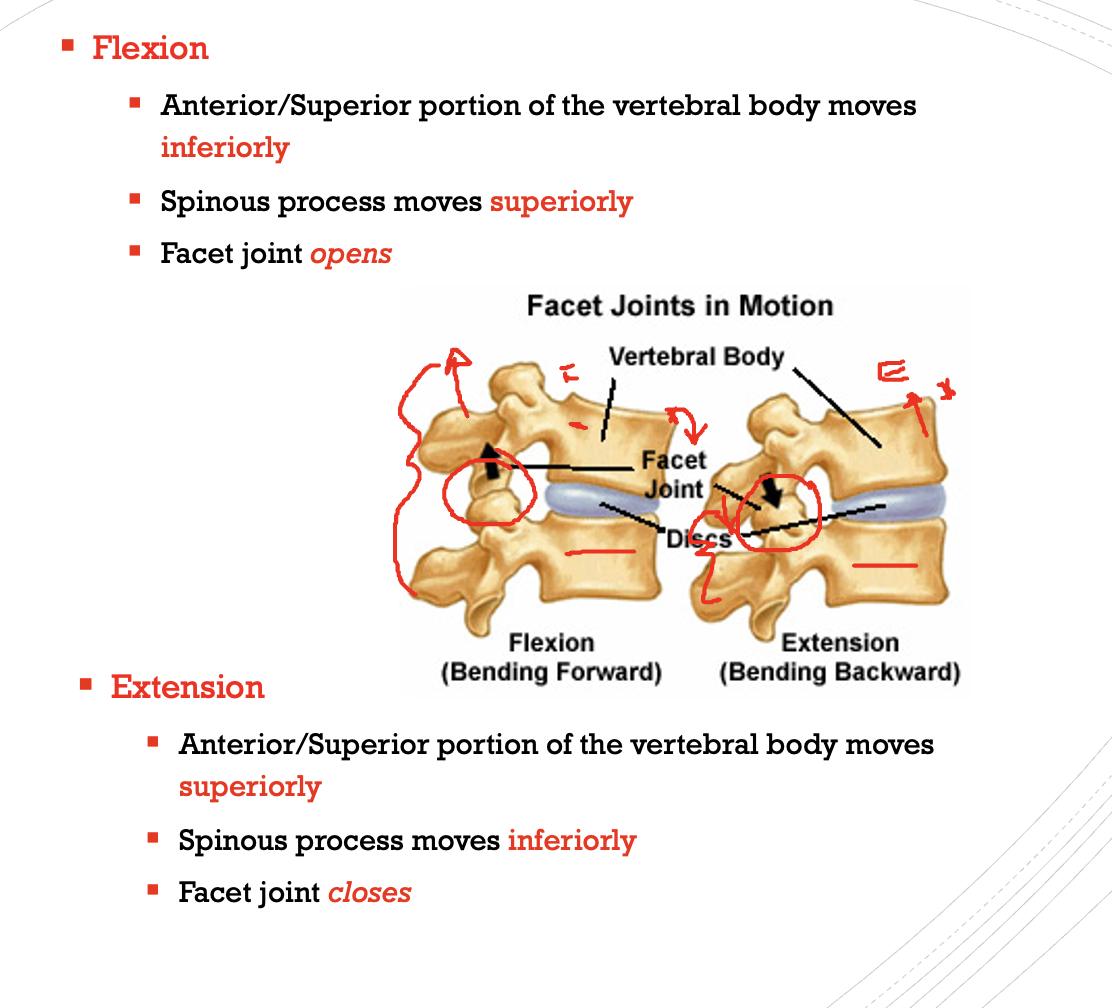 Flexion
Anterior/Superior portion of the vertebral body moves
inferiorly
Spinous process moves superiorly
Facet joint opens
Facet Joints in Motion
Vertebral Body
E
Facet
Joint
Discs
Flexion
(Bending Forward)
Extension
(Bending Backward)
Extension
Anterior/Superior portion of the vertebral body moves
superiorly
Spinous process moves inferiorly
Facet joint closes